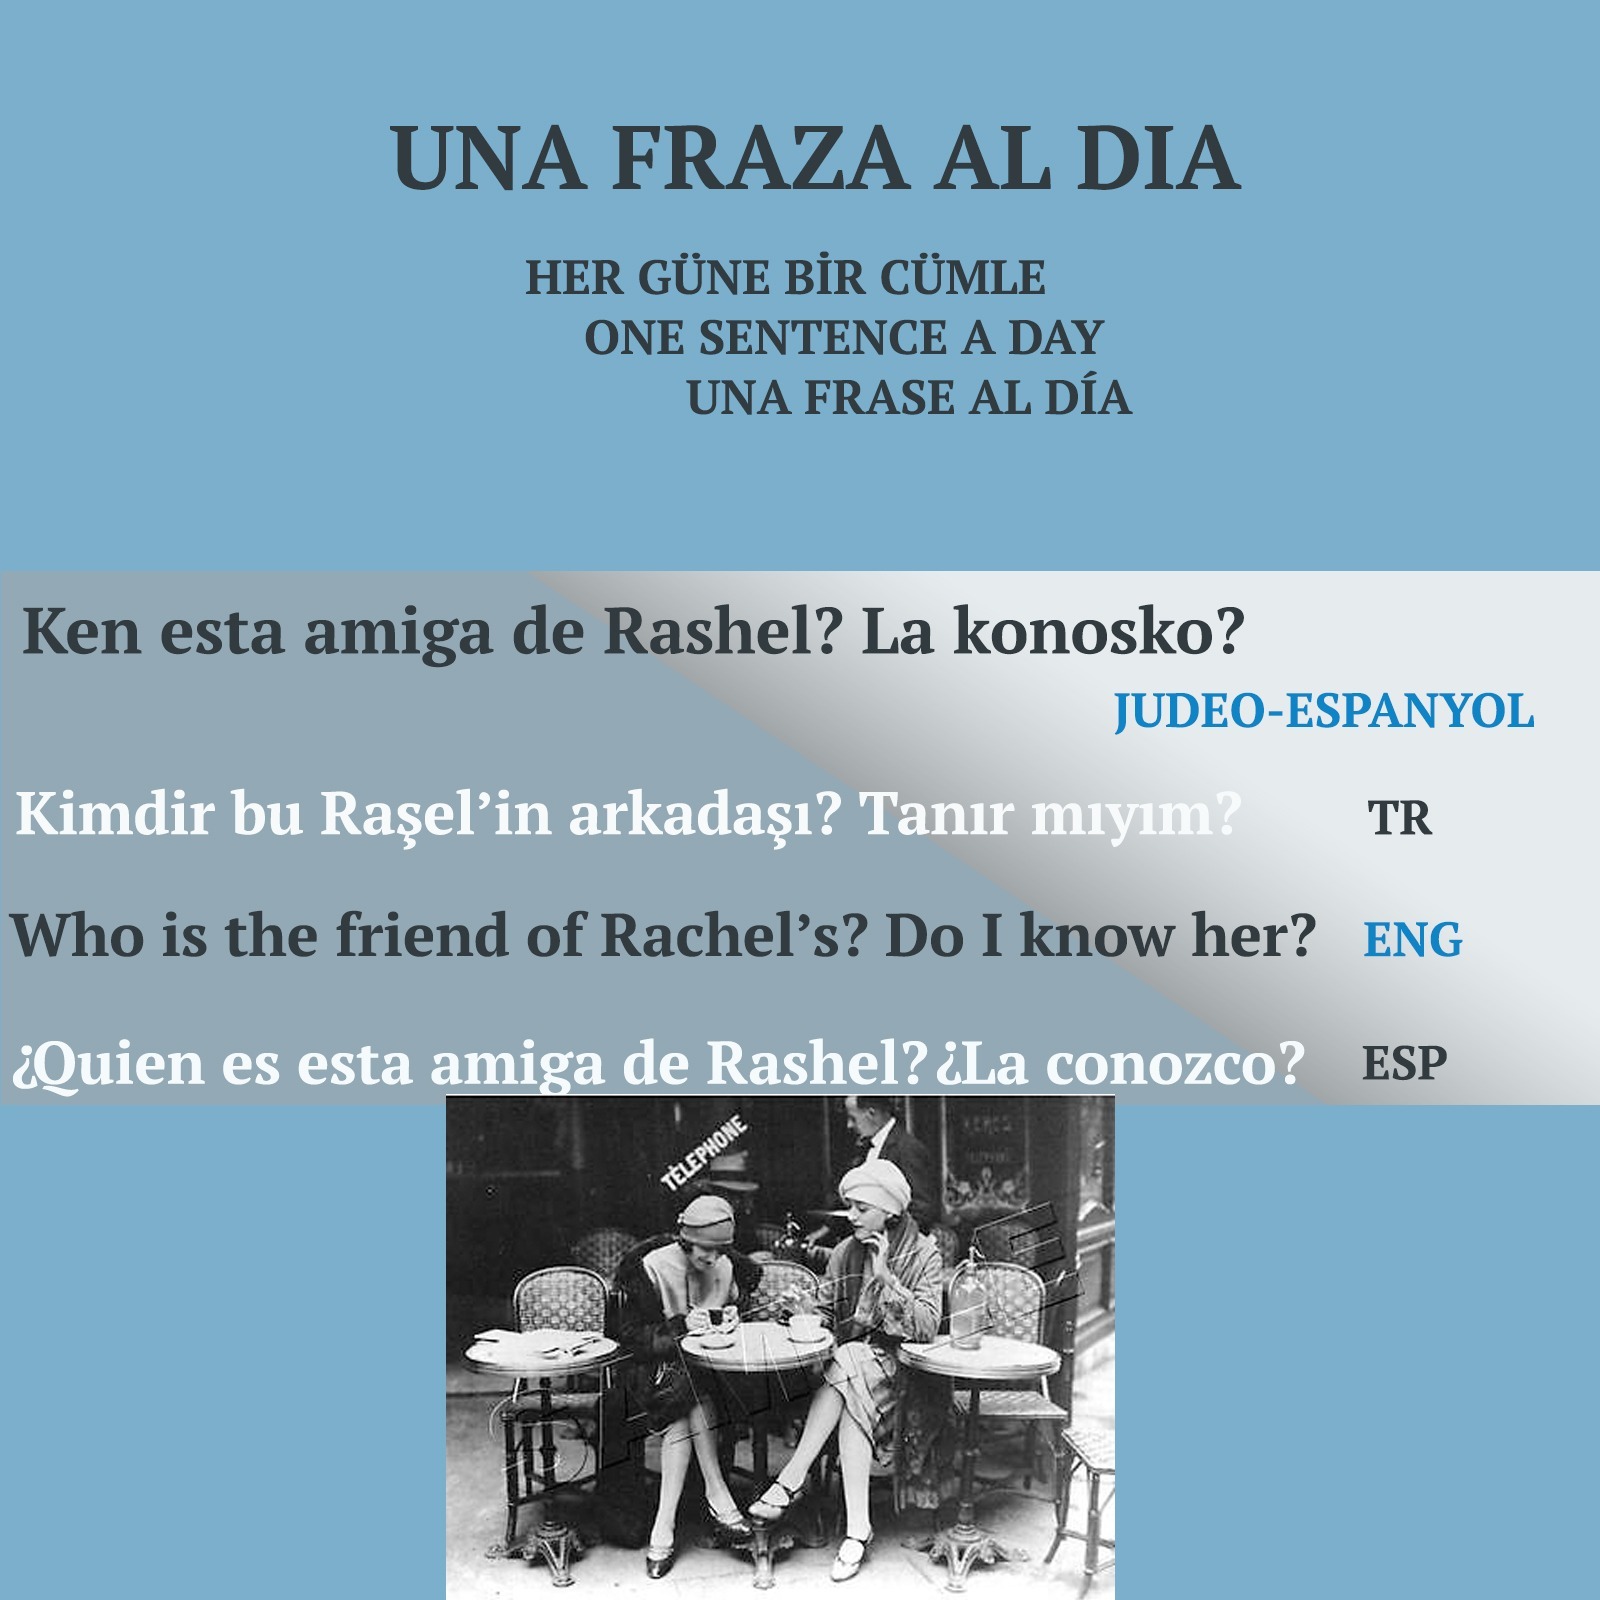 UNA FRAZA AL DIA
HER GÜNE BİR CÜMLE
ONE SENTENCE A DAY
UNA FRASE AL DÍA
Ken esta amiga de Rashel? La konosko?
JUDEO-ESPANYOL
Kimdir bu Raşel’in arkadaşı? Tanır mıyım? TR
Who is the friend of Rachel’s? Do I know her? ENG
¿Quien es esta amiga de Rashel? ¿La conozco? ESP
TÉLEPHONE
SAMPLE